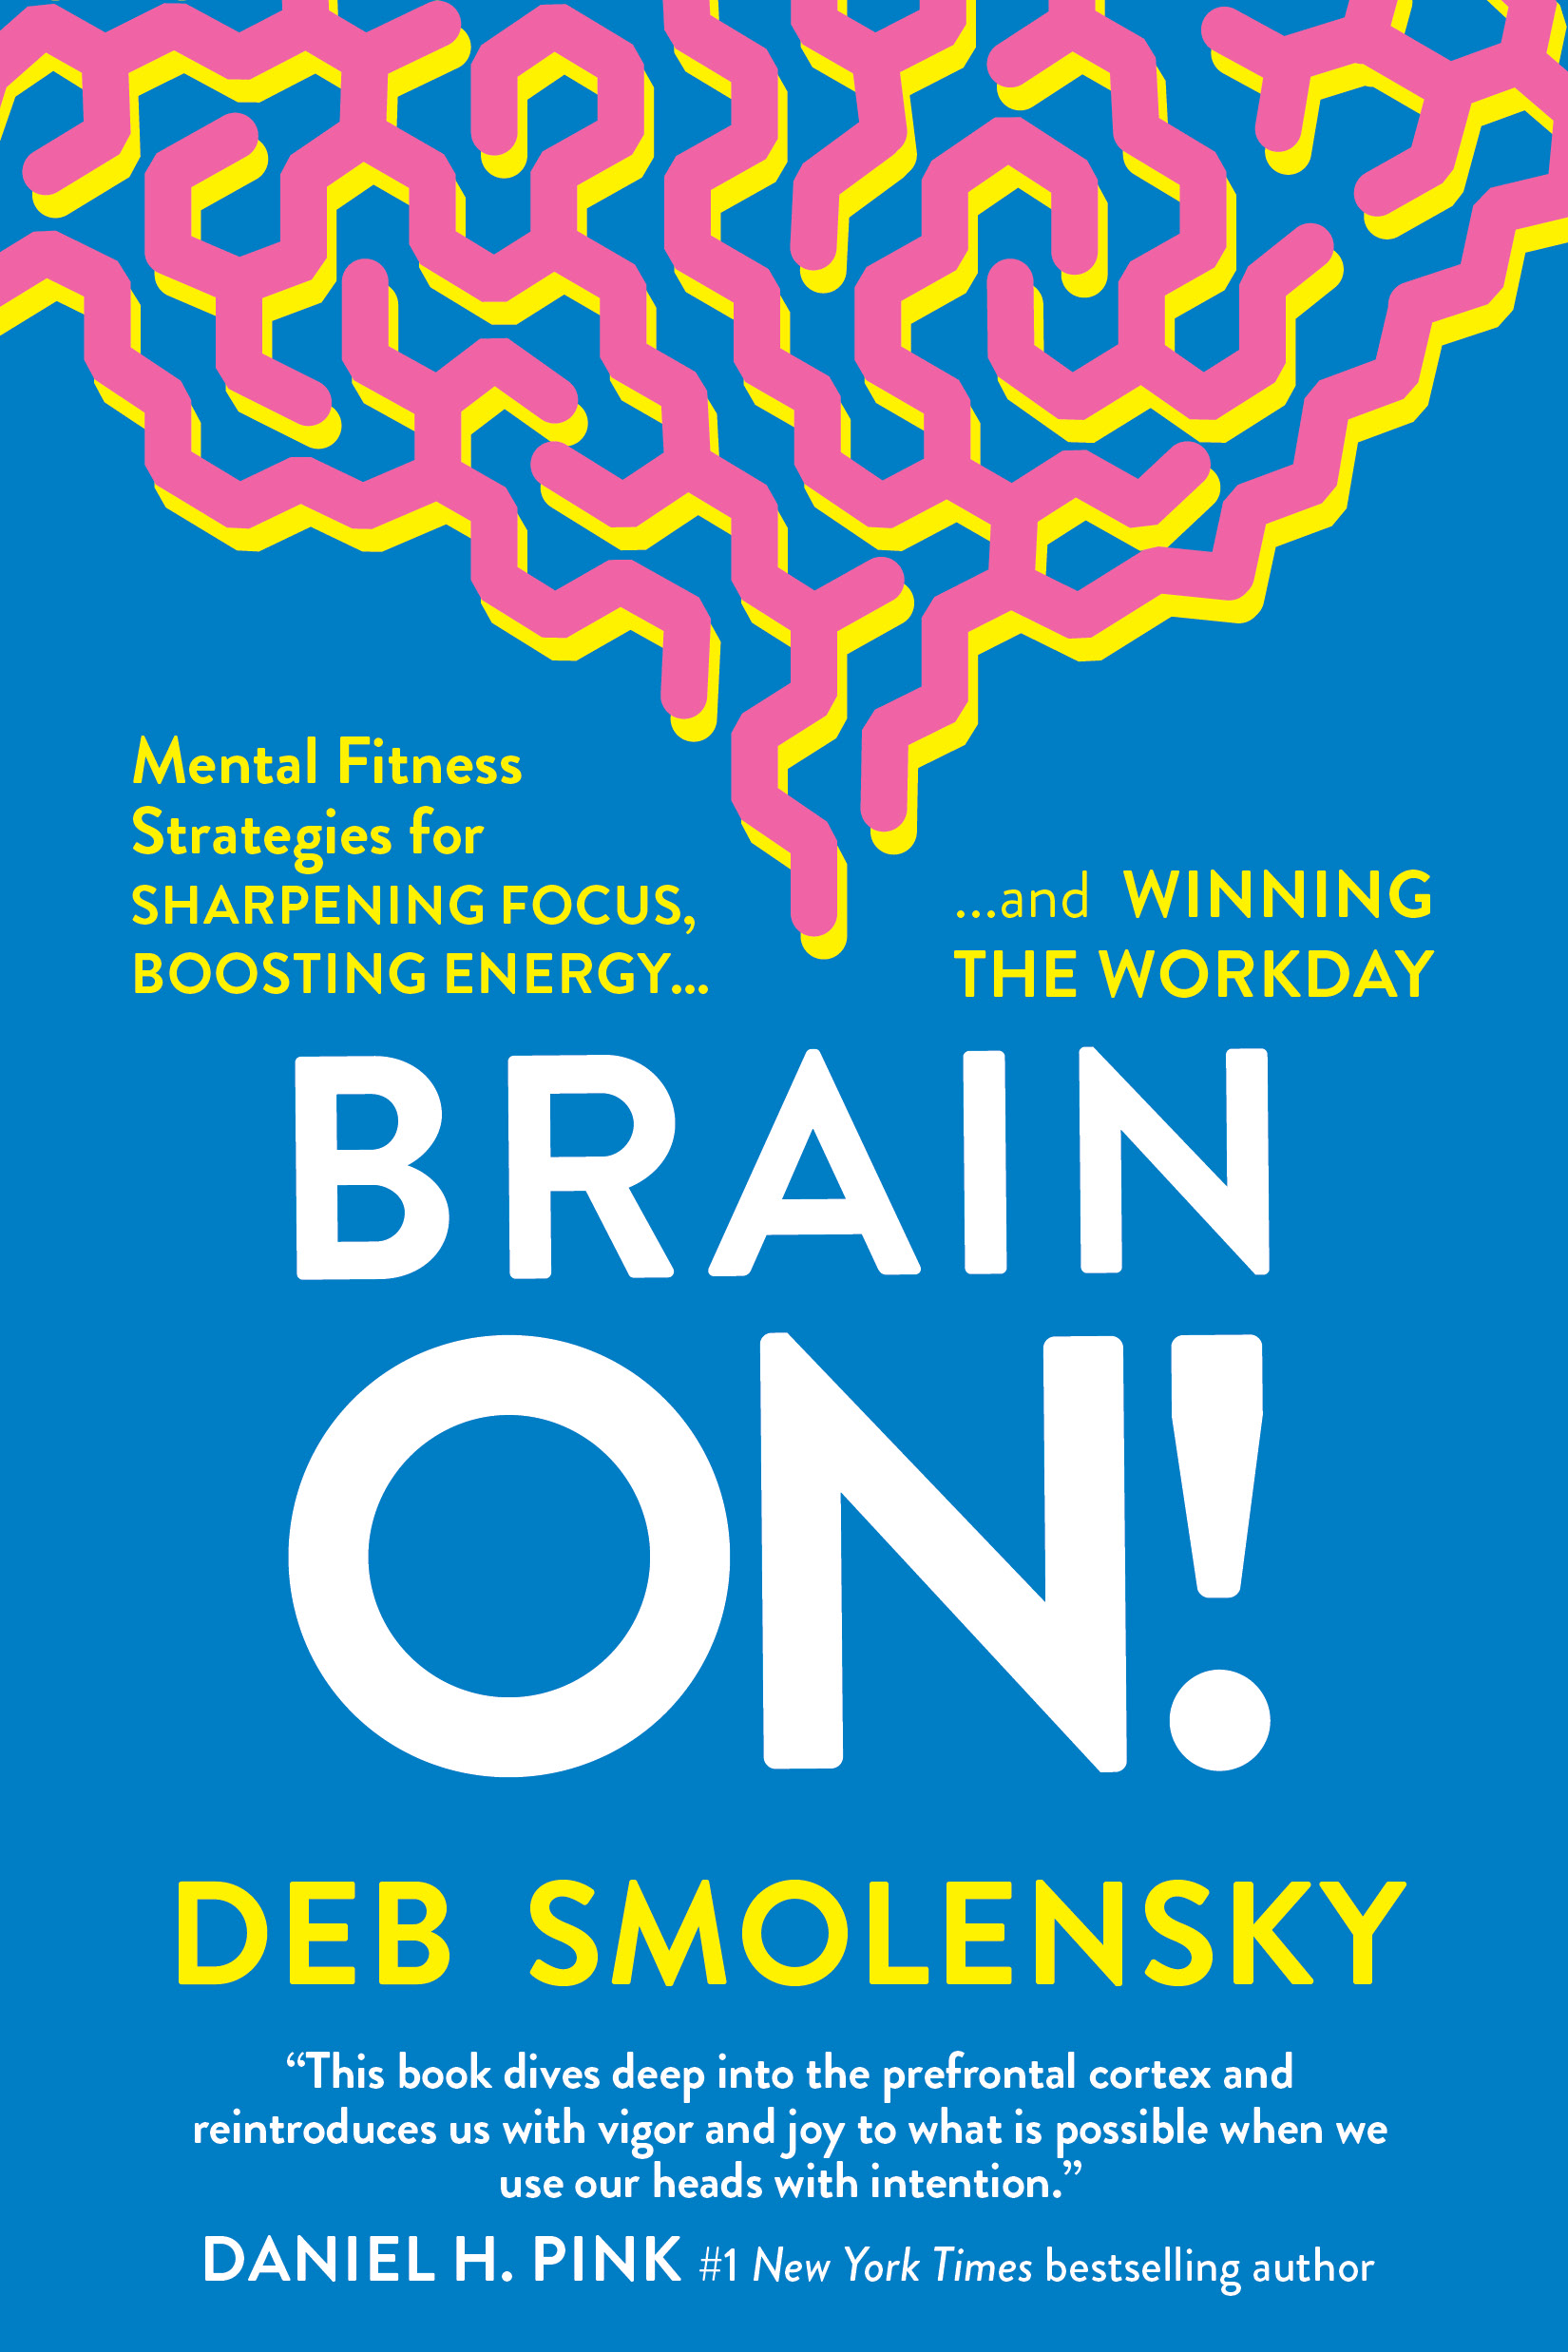 Mental Fitness
Strategies for
SHARPENING FOCUS,
BOOSTING ENERGY...
...and WINNING
THE WORKDAY
BRAIN
ON!
DEB SMOLENSKY
“This book dives deep into the prefrontal cortex and
reintroduces us with vigor and joy to what is possible when we
use our heads with intention.”
DANIEL H. PINK #1 New York Times bestselling author